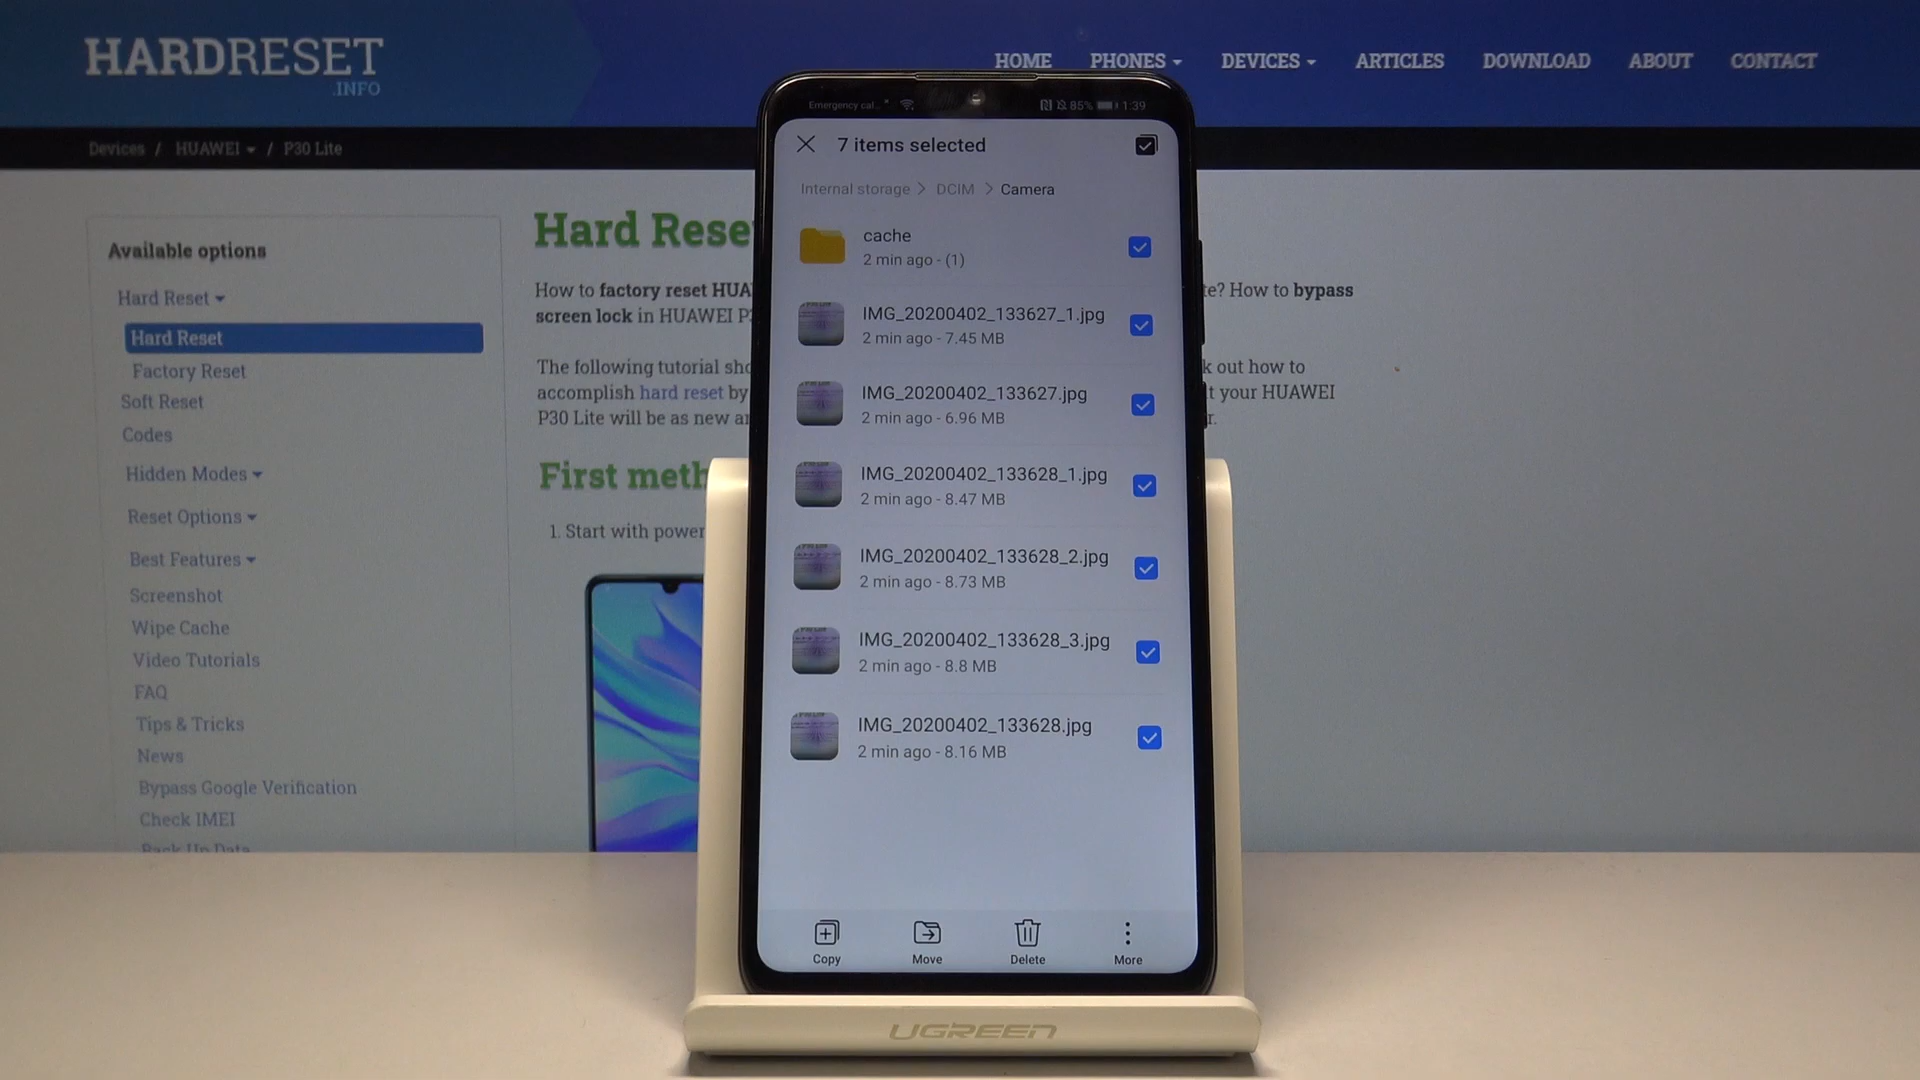 HARDRESET
.INFO
HOME PHONES DEVICES ARTICLES DOWNLOAD ABOUT CONTACT
Devices / HUAWEI / P30 Lite
Available options
Hard Reset
Hard Reset
Factory Reset
Soft Reset
Codes
Hidden Modes
Reset Options
Best Features
Screenshot
Wipe Cache
Video Tutorials
FAQ
Tips & Tricks
News
Bypass Google Verification
Check IMEI
Back Up Data
Hard Rese
How to factory reset HUA te? How to bypass
screen lock in HUAWEI P
The following tutorial sho k out how to
accomplish hard reset by t your HUAWEI
P30 Lite will be as new a r.
First meth
1. Start with power
Emergency cal... 85% 1:39
7 items selected
Internal storage > DCIM > Camera
cache
2 min ago - (1)
IMG_20200402_133627_1.jpg
2 min ago - 7.45 MB
IMG_20200402_133627.jpg
2 min ago - 6.96 MB
IMG_20200402_133628_1.jpg
2 min ago - 8.47 MB
IMG_20200402_133628_2.jpg
2 min ago - 8.73 MB
IMG_20200402_133628_3.jpg
2 min ago - 8.8 MB
IMG_20200402_133628.jpg
2 min ago - 8.16 MB
Copy Move Delete More
UGREEN